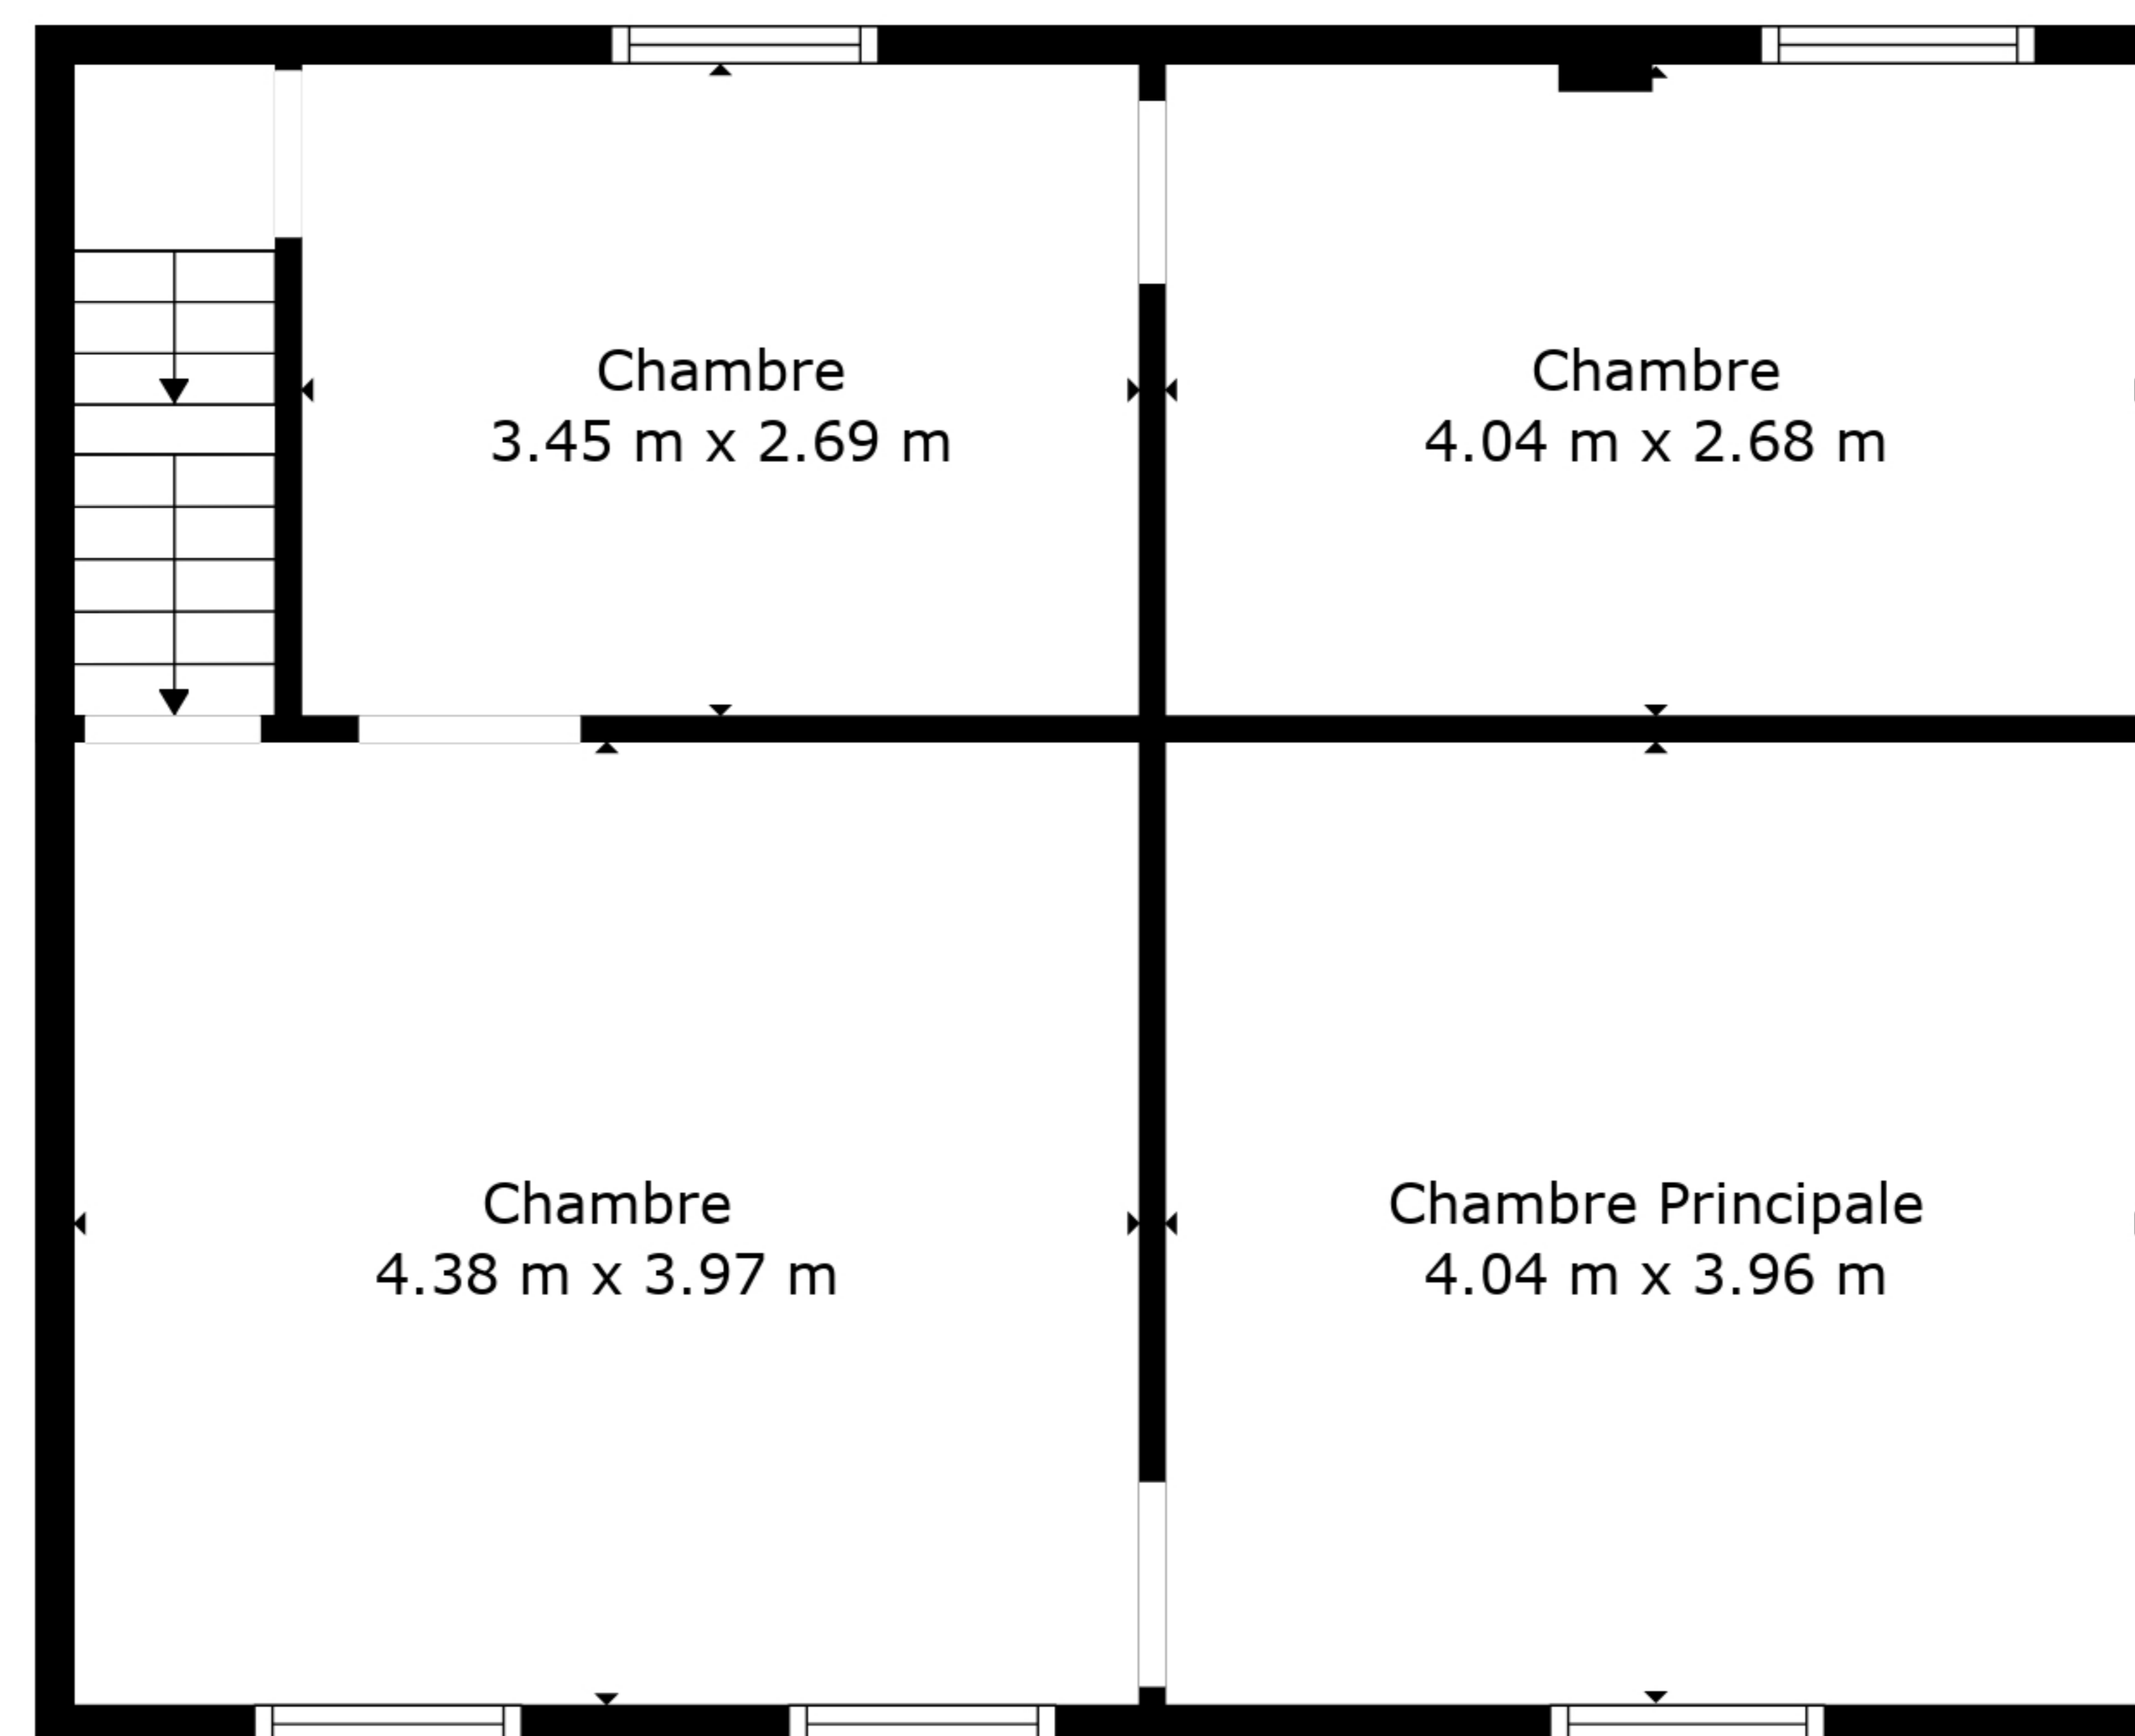 Chambre
3.45 m x 2.69 m
Chambre
4.04 m x 2.68 m
Chambre
4.38 m x 3.97 m
Chambre Principale
4.04 m x 3.96 m